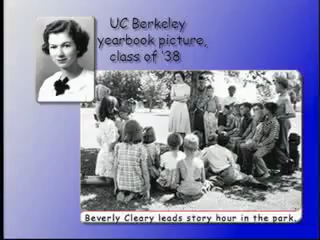 UC Berkeley
yearbook picture,
class of '38
Beverly Cleary leads story hour in the park.